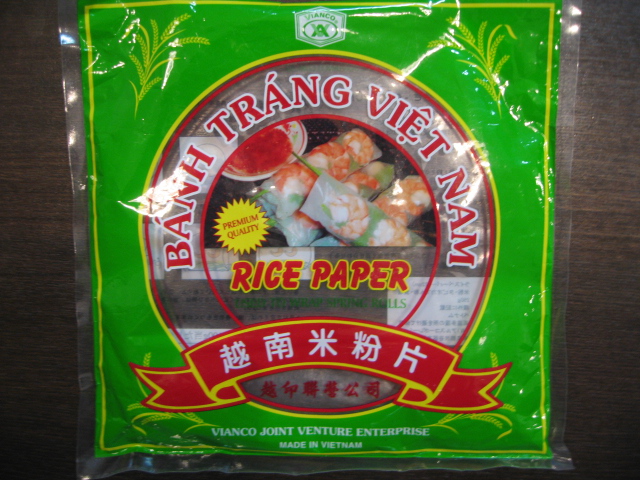 VIANCO
BÁNH TRÁNG VIỆT NAM
PREMIUM
QUALITY
RICE PAPER
越南米粉片
越印聯營公司
VIANCO JOINT VENTURE ENTERPRISE
MADE IN VIETNAM